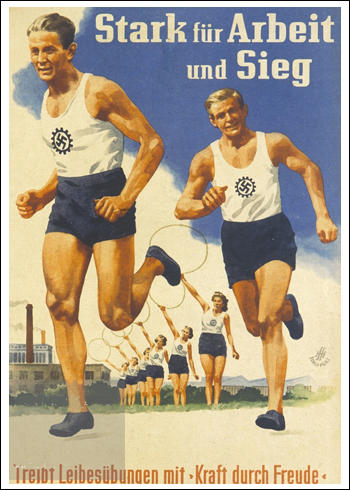 Stark für Arbeit
und Sieg
Treibt Leibesübungen mit ›Kraft durch Freude‹